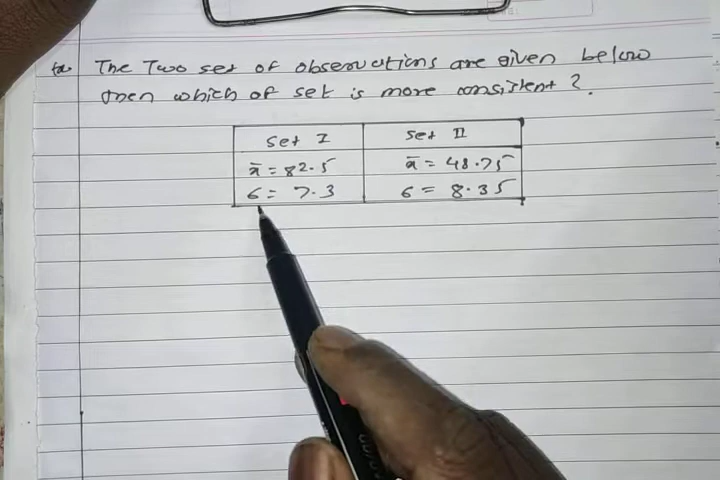 The Two set of observations are given below
then which of set is more consistent ?.
Set I Set II
x̄ = 82.5 x̄ = 48.75
σ = 7.3 σ = 8.35